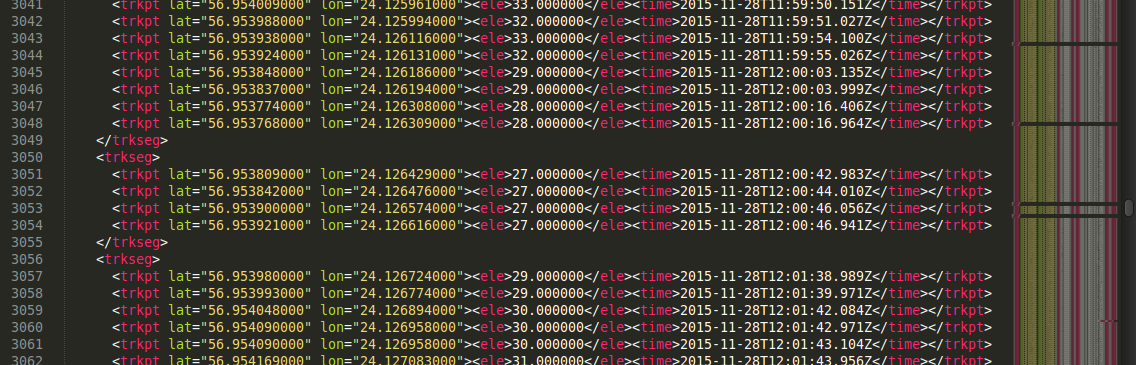 3041 <trkpt lat="56.954009000" lon="24.125961000"><ele>33.000000</ele><time>2015-11-28T11:59:50.151Z</time></trkpt>
3042 <trkpt lat="56.953988000" lon="24.125994000"><ele>32.000000</ele><time>2015-11-28T11:59:51.027Z</time></trkpt>
3043 <trkpt lat="56.953938000" lon="24.126116000"><ele>33.000000</ele><time>2015-11-28T11:59:54.100Z</time></trkpt>
3044 <trkpt lat="56.953924000" lon="24.126131000"><ele>32.000000</ele><time>2015-11-28T11:59:55.026Z</time></trkpt>
3045 <trkpt lat="56.953848000" lon="24.126186000"><ele>29.000000</ele><time>2015-11-28T12:00:03.135Z</time></trkpt>
3046 <trkpt lat="56.953837000" lon="24.126194000"><ele>29.000000</ele><time>2015-11-28T12:00:03.999Z</time></trkpt>
3047 <trkpt lat="56.953774000" lon="24.126308000"><ele>28.000000</ele><time>2015-11-28T12:00:16.406Z</time></trkpt>
3048 <trkpt lat="56.953768000" lon="24.126309000"><ele>28.000000</ele><time>2015-11-28T12:00:16.964Z</time></trkpt>
3049 </trkseg>
3050 <trkseg>
3051 <trkpt lat="56.953809000" lon="24.126429000"><ele>27.000000</ele><time>2015-11-28T12:00:42.983Z</time></trkpt>
3052 <trkpt lat="56.953842000" lon="24.126476000"><ele>27.000000</ele><time>2015-11-28T12:00:44.010Z</time></trkpt>
3053 <trkpt lat="56.953900000" lon="24.126574000"><ele>27.000000</ele><time>2015-11-28T12:00:46.056Z</time></trkpt>
3054 <trkpt lat="56.953921000" lon="24.126616000"><ele>27.000000</ele><time>2015-11-28T12:00:46.941Z</time></trkpt>
3055 </trkseg>
3056 <trkseg>
3057 <trkpt lat="56.953980000" lon="24.126724000"><ele>29.000000</ele><time>2015-11-28T12:01:38.989Z</time></trkpt>
3058 <trkpt lat="56.953993000" lon="24.126774000"><ele>29.000000</ele><time>2015-11-28T12:01:39.971Z</time></trkpt>
3059 <trkpt lat="56.954048000" lon="24.126894000"><ele>30.000000</ele><time>2015-11-28T12:01:42.084Z</time></trkpt>
3060 <trkpt lat="56.954090000" lon="24.126958000"><ele>30.000000</ele><time>2015-11-28T12:01:42.971Z</time></trkpt>
3061 <trkpt lat="56.954090000" lon="24.126958000"><ele>30.000000</ele><time>2015-11-28T12:01:43.104Z</time></trkpt>
3062 <trkpt lat="56.954169000" lon="24.127083000"><ele>31.000000</ele><time>2015-11-28T12:01:43.956Z</time></trkpt>